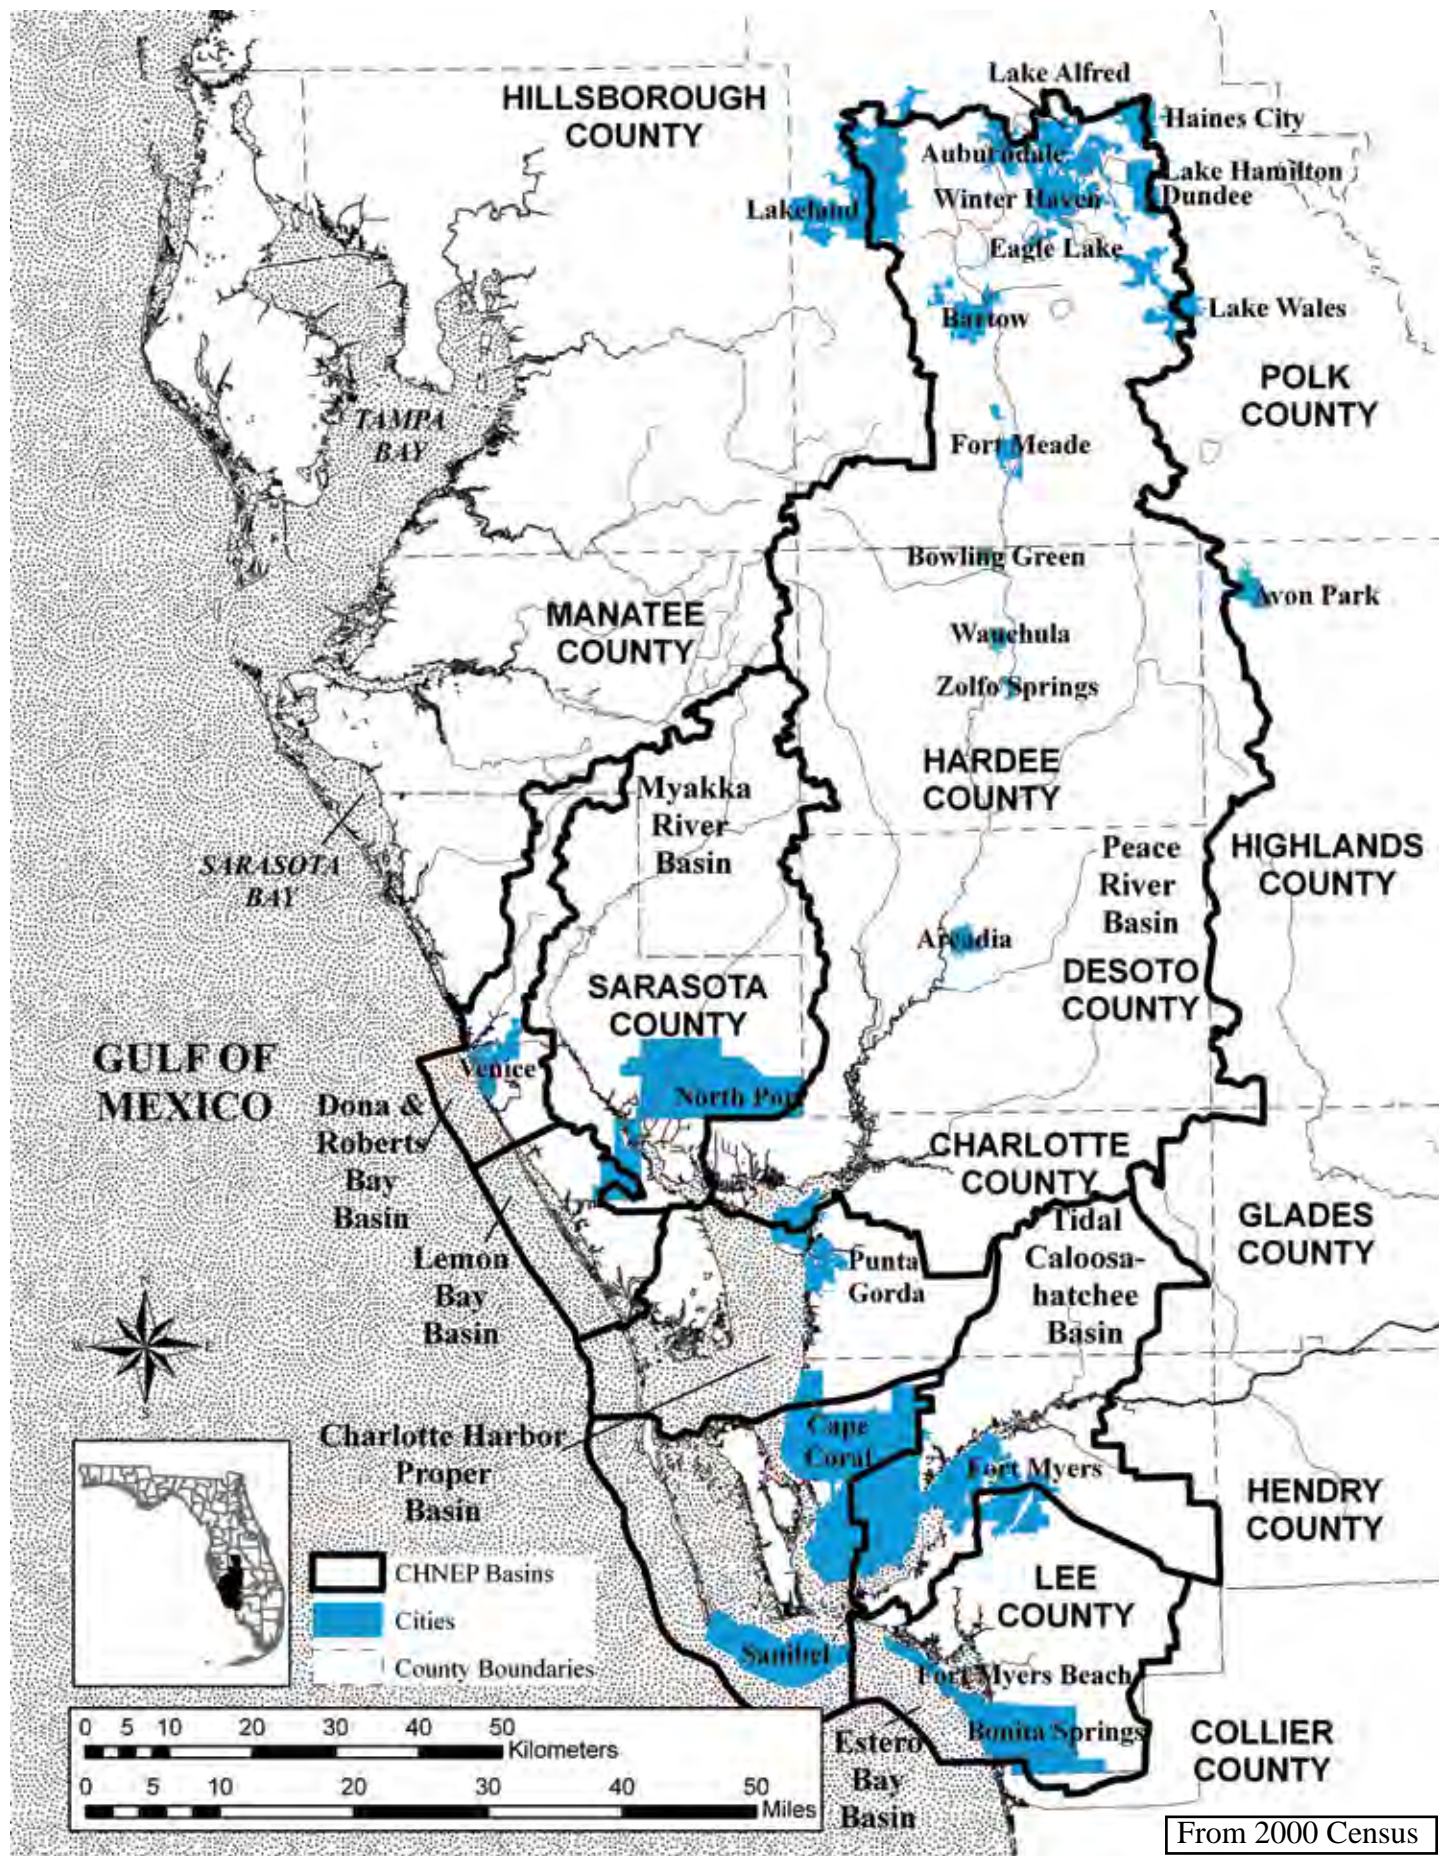 Lake Alfred
HILLSBOROUGH
COUNTY
Haines City
Auburndale
Lake Hamilton
Lakeland
Winter Haven
Dundee
Eagle Lake
Bartow
Lake Wales
POLK
COUNTY
TAMPA
BAY
Fort Meade
Bowling Green
Avon Park
MANATEE
COUNTY
Wauchula
Zolfo Springs
HARDEE
COUNTY
Myakka
River
Basin
SARASOTA
BAY
Peace
River
Basin
HIGHLANDS
COUNTY
Arcadia
DESOTO
COUNTY
SARASOTA
COUNTY
GULF OF
MEXICO
Venice
North Port
Dona &
Roberts
Bay
Basin
CHARLOTTE
COUNTY
GLADES
COUNTY
Tidal
Caloosa-
hatchee
Basin
Lemon
Bay
Basin
Punta
Gorda
N
W
E
S
Charlotte Harbor
Proper
Basin
Cape
Coral
Fort Myers
HENDRY
COUNTY
LEE
COUNTY
CHNEP Basins
Cities
County Boundaries
Sanibel
Fort Myers Beach
Bonita Springs
Estero
Bay
Basin
COLLIER
COUNTY
0 5 10 20 30 40 50
Kilometers
0 5 10 20 30 40 50
Miles
From 2000 Census